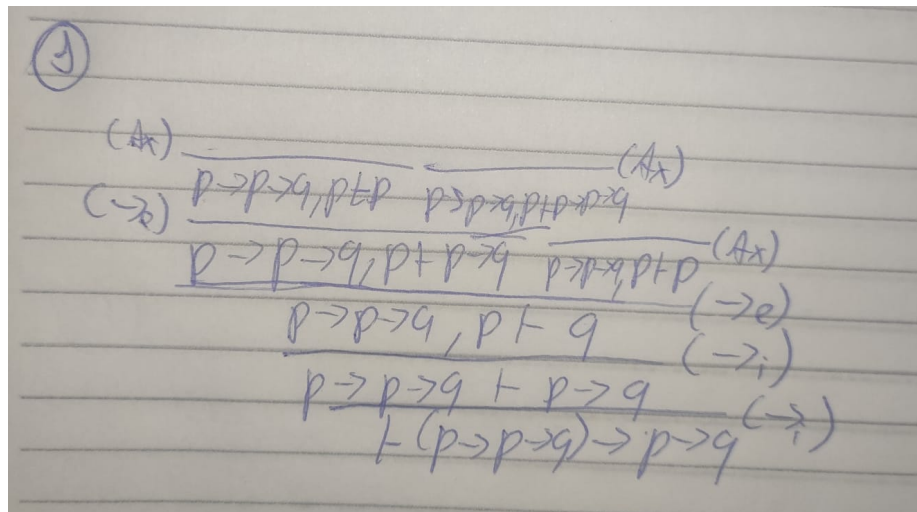 ①
(Ax) p→p→q, p ⊢ p p→p→q, p ⊢ p→p→q (Ax)
(→e) p→p→q, p ⊢ p→q p→p→q, p ⊢ p (Ax)
p→p→q, p ⊢ q (→e)
p→p→q ⊢ p→q (→i)
⊢ (p→p→q)→p→q (→i)